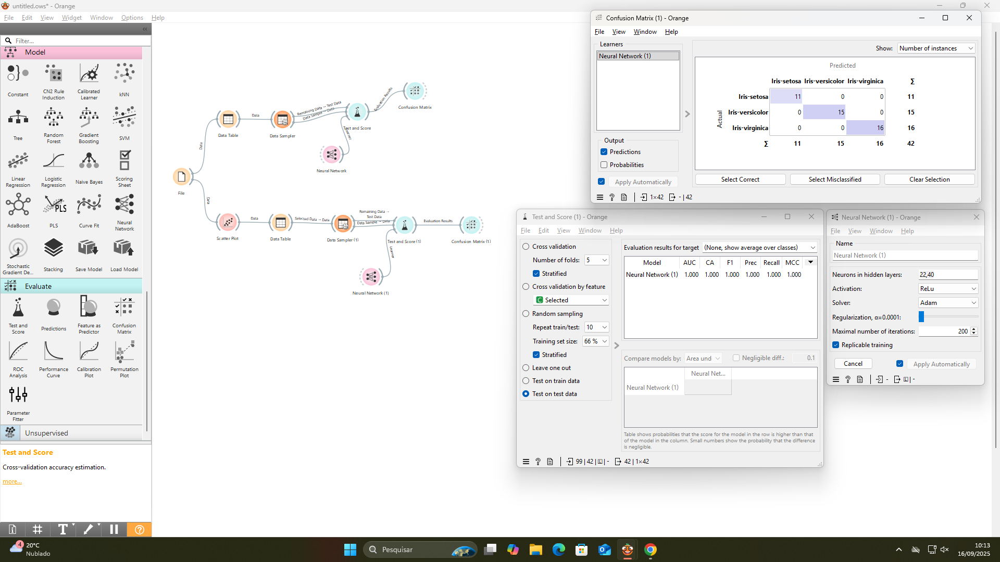 untitled.ows* - Orange
File Edit View Widget Window Options Help
Filter...
Model
Constant
CN2 Rule Induction
Calibrated Learner
kNN
Tree
Random Forest
Gradient Boosting
SVM
Linear Regression
Logistic Regression
Naive Bayes
Scoring Sheet
AdaBoost
PLS
PLS
Curve Fit
Neural Network
Stochastic Gradient De...
Stacking
Save Model
Load Model
Evaluate
Test and Score
Predictions
Feature as Predictor
Confusion Matrix
ROC Analysis
Performance Curve
Calibration Plot
Permutation Plot
Parameter Fitter
Unsupervised
Test and Score
Cross-validation accuracy estimation.
more...
File
Data
Data
Data Table
Data
Data Sampler
Remaining Data → Test Data
Data Sample → Data
Test and Score
Learner
Neural Network
Evaluation Results
Confusion Matrix
Scatter Plot
Data
Data Table
Selected Data → Data
Data Sampler (1)
Remaining Data →
Test Data
Data Sample → Data
Test and Score (1)
Learner
Neural Network (1)
Evaluation Results
Confusion Matrix (1)
Confusion Matrix (1) - Orange
File View Window Help
Learners
Neural Network (1)
Output
Predictions
Probabilities
Apply Automatically
1×42 - | 42
Show: Number of instances
Predicted
Iris-setosa Iris-versicolor Iris-virginica Σ
Actual
Iris-setosa 11 0 0 11
Iris-versicolor 0 15 0 15
Iris-virginica 0 0 16 16
Σ 11 15 16 42
Select Correct Select Misclassified Clear Selection
Test and Score (1) - Orange
File Edit View Window Help
Cross validation
Number of folds: 5
Stratified
Cross validation by feature
C Selected
Random sampling
Repeat train/test: 10
Training set size: 66 %
Stratified
Leave one out
Test on train data
Test on test data
Evaluation results for target (None, show average over classes)
Model AUC CA F1 Prec Recall MCC
Neural Network (1) 1.000 1.000 1.000 1.000 1.000 1.000
Compare models by: Area und Negligible diff.: 0.1
Neural Net...
Neural Network (1)
Table shows probabilities that the score for the model in the row is higher than that
of the model in the column. Small numbers show the probability that the difference
is negligible.
99 | 42 | | - 42 | 1×42
Neural Network (1) - Orange
File View Window Help
Name
Neural Network (1)
Neurons in hidden layers: 22,40
Activation: ReLu
Solver: Adam
Regularization, α=0.0001:
Maximal number of iterations: 200
Replicable training
Cancel Apply Automatically
- | -
4
20°C
Nublado
Pesquisar
10:13
16/09/2025